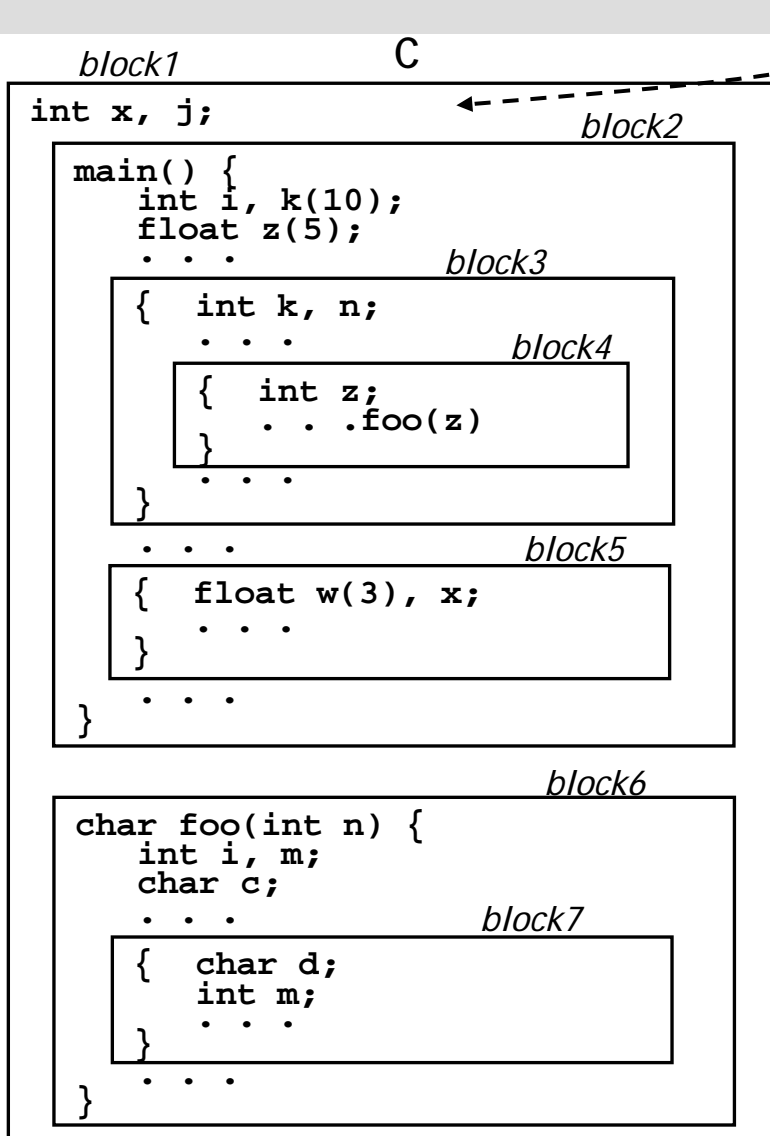 block1 C
int x, j;
block2
main() {
int i, k(10);
float z(5);
. . .
block3
{ int k, n;
. . .
block4
{ int z;
. . .foo(z)
}
. . .
}
. . .
block5
{ float w(3), x;
. . .
}
. . .
}
block6
char foo(int n) {
int i, m;
char c;
. . .
block7
{ char d;
int m;
. . .
}
. . .
}